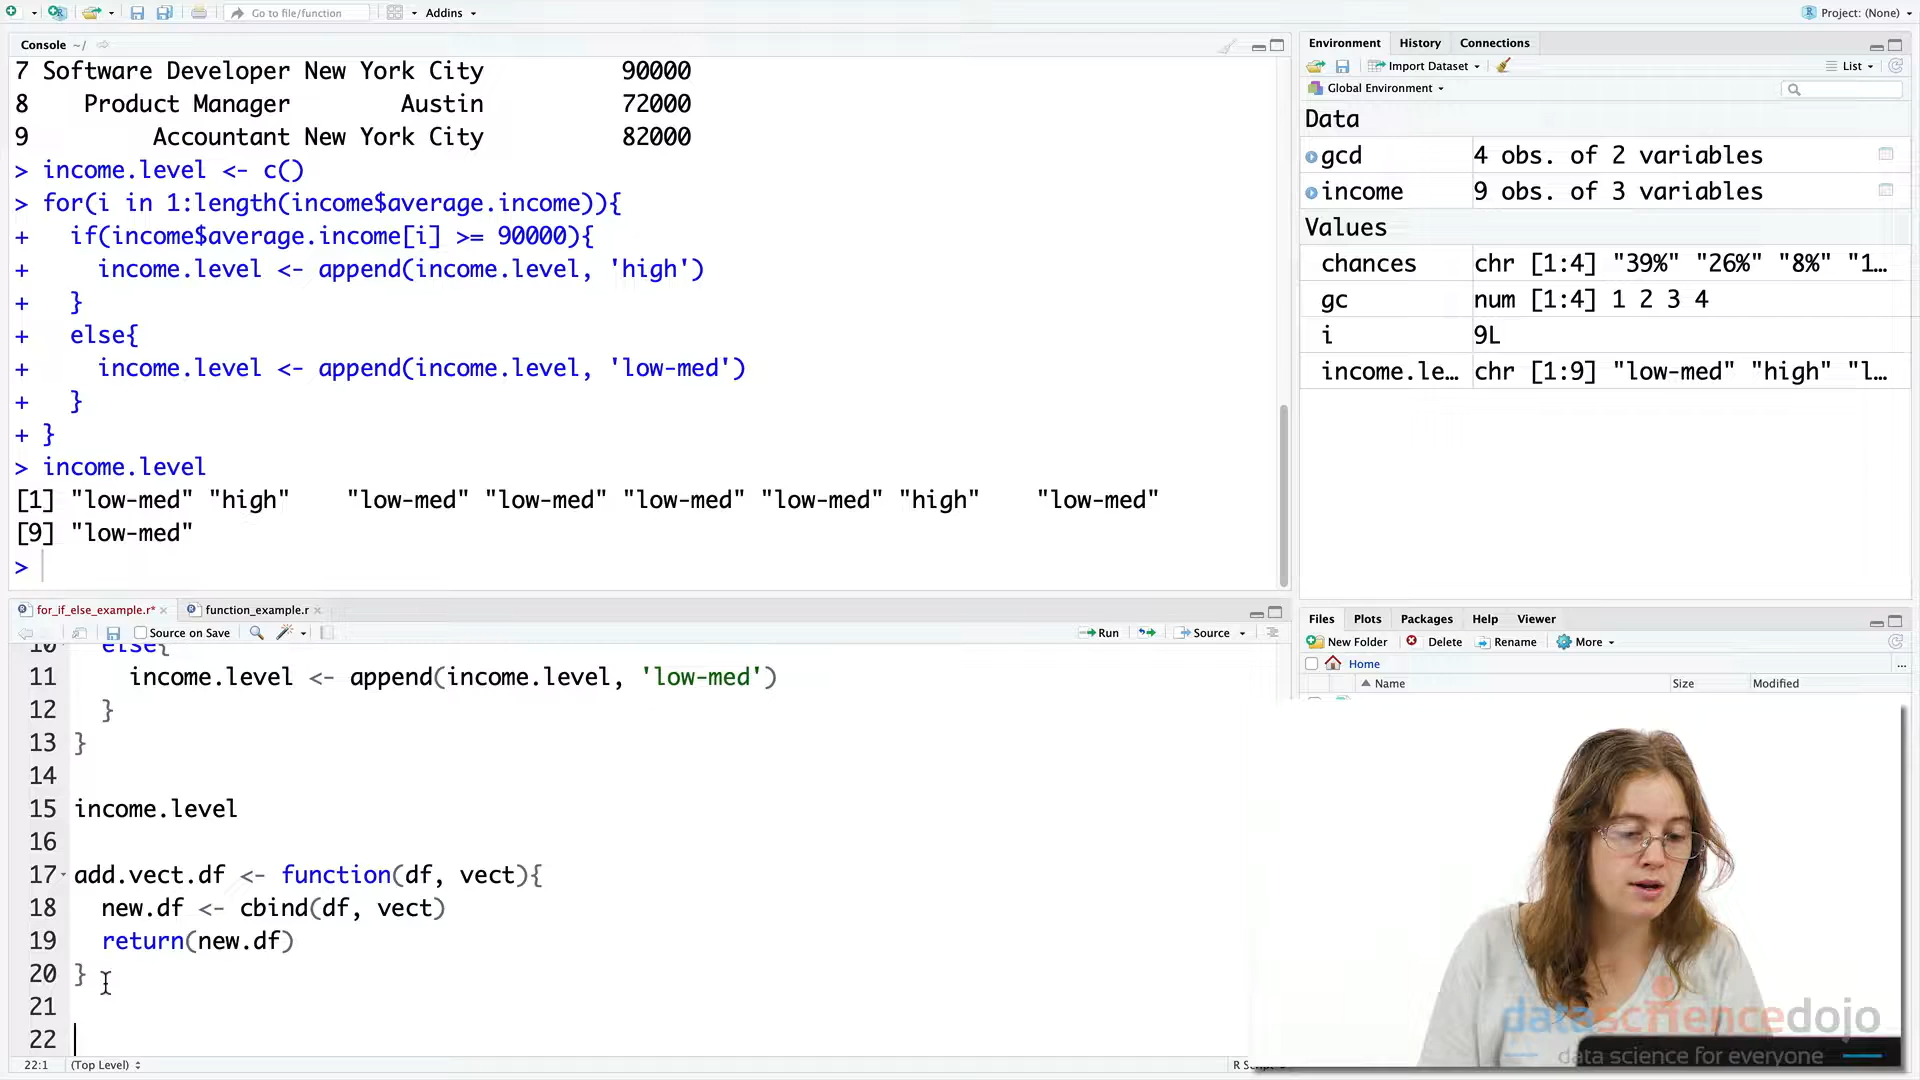 Go to file/function
Addins
Project: (None)
Console ~/
7 Software Developer New York City 90000
8 Product Manager Austin 72000
9 Accountant New York City 82000
> income.level <- c()
> for(i in 1:length(income$average.income)){
+   if(income$average.income[i] >= 90000){
+     income.level <- append(income.level, 'high')
+   }
+   else{
+     income.level <- append(income.level, 'low-med')
+   }
+ }
> income.level
[1] "low-med" "high"    "low-med" "low-med" "low-med" "low-med" "high"    "low-med"
[9] "low-med"
>
for_if_else_example.r*
function_example.r
Source on Save
Run
Source
10 else{
11     income.level <- append(income.level, 'low-med')
12   }
13 }
14
15 income.level
16
17 add.vect.df <- function(df, vect){
18   new.df <- cbind(df, vect)
19   return(new.df)
20 }
21
22
22:1 (Top Level)
Environment History Connections
Import Dataset
List
Global Environment
Data
gcd 4 obs. of 2 variables
income 9 obs. of 3 variables
Values
chances chr [1:4] "39%" "26%" "8%" "1...
gc num [1:4] 1 2 3 4
i 9L
income.le... chr [1:9] "low-med" "high" "l...
Files Plots Packages Help Viewer
New Folder Delete Rename More
Home ...
Name Size Modified
datasciencedojo
data science for everyone